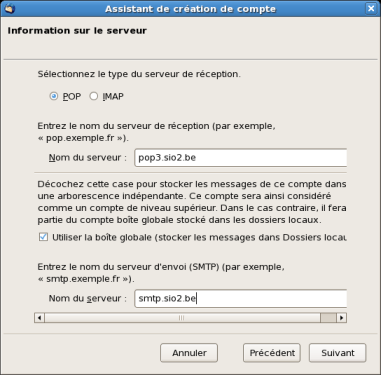 Assistant de création de compte
Information sur le serveur
Sélectionnez le type du serveur de réception.
POP IMAP
Entrez le nom du serveur de réception (par exemple,
« pop.exemple.fr »).
Nom du serveur : pop3.sio2.be
Décochez cette case pour stocker les messages de ce compte dans
une arborescence indépendante. Ce compte sera ainsi considéré
comme un compte de niveau supérieur. Dans le cas contraire, il fera
partie du compte boîte globale stocké dans les dossiers locaux.
Utiliser la boîte globale (stocker les messages dans Dossiers locau
Entrez le nom du serveur d'envoi (SMTP) (par exemple,
« smtp.exemple.fr »).
Nom du serveur : smtp.sio2.be
Annuler Précédent Suivant